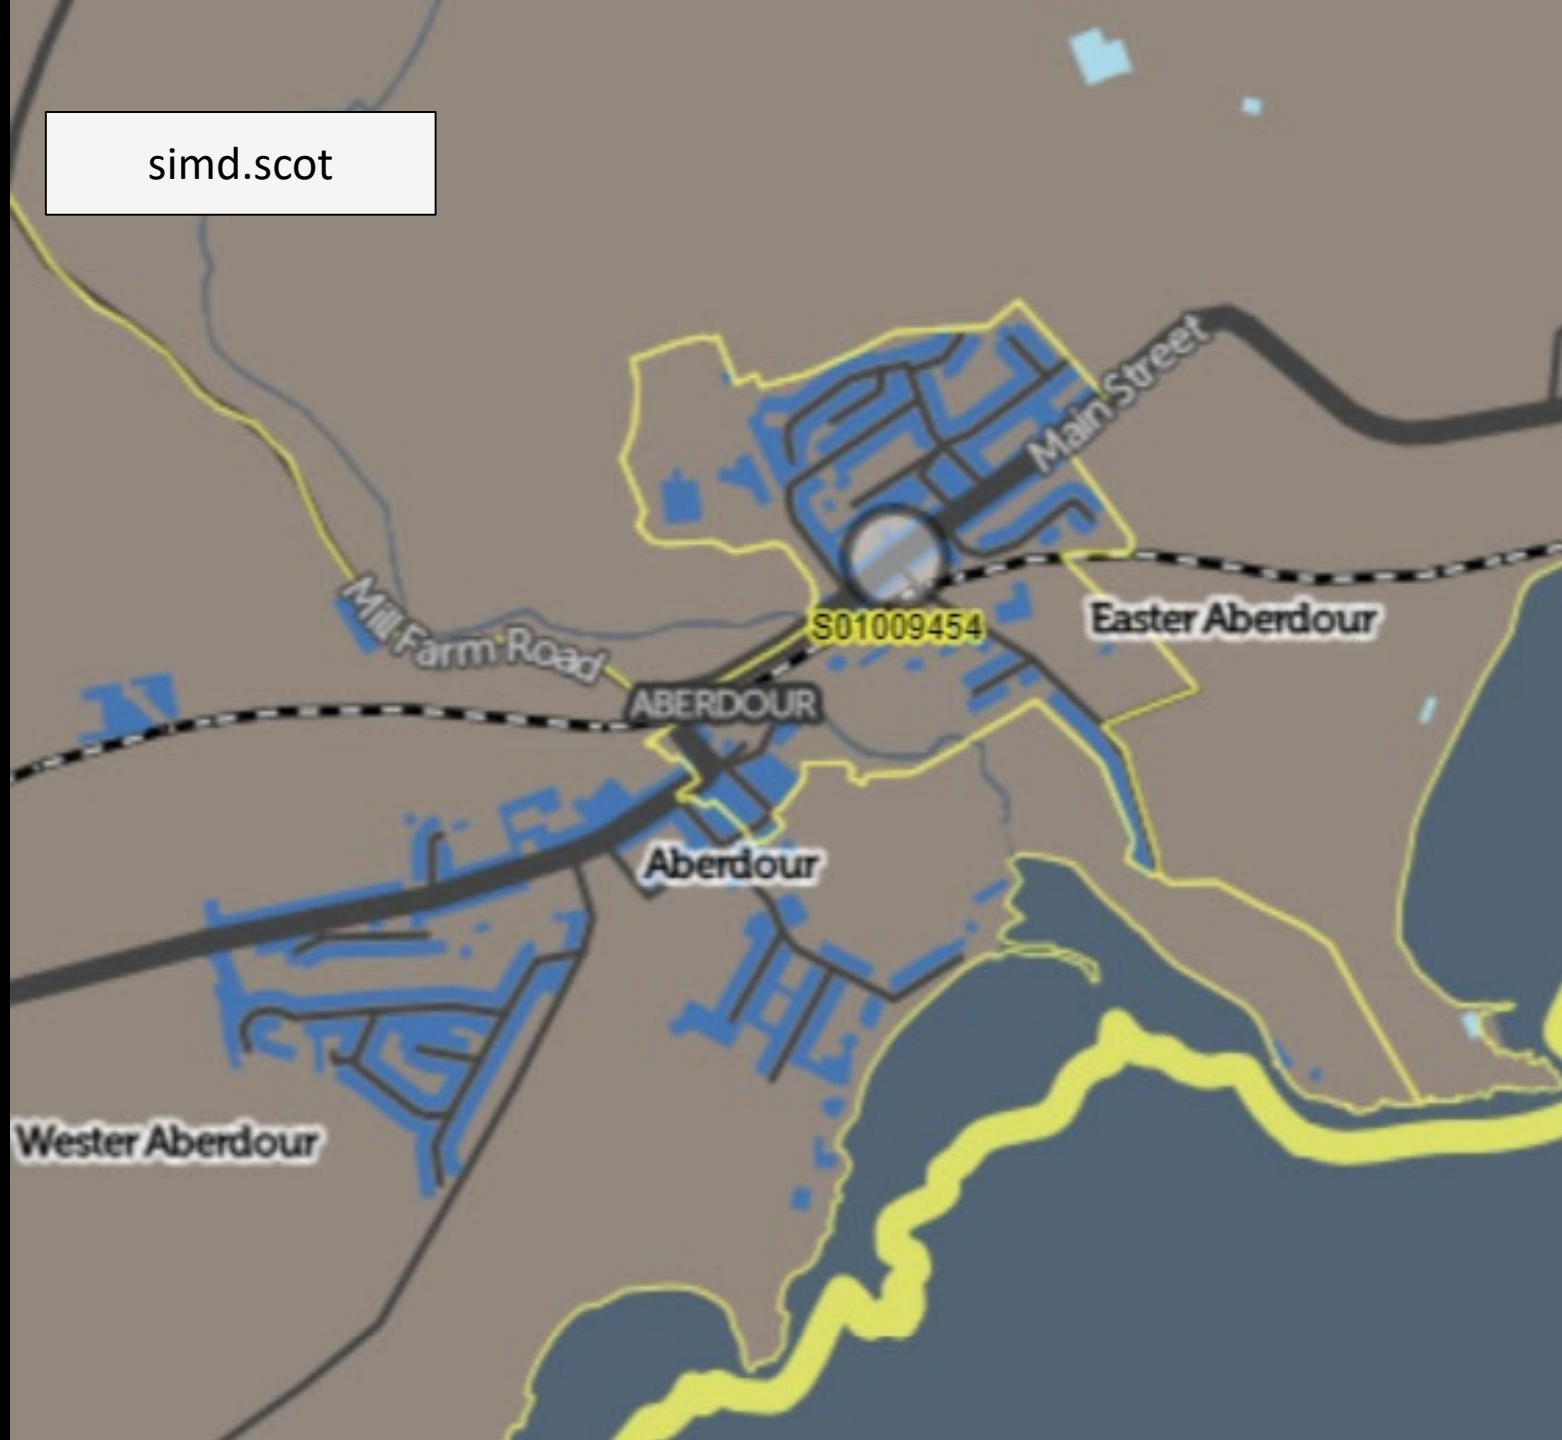 simd.scot
Main Street
Mill Farm Road
S01009454
Easter Aberdour
ABERDOUR
Aberdour
Wester Aberdour